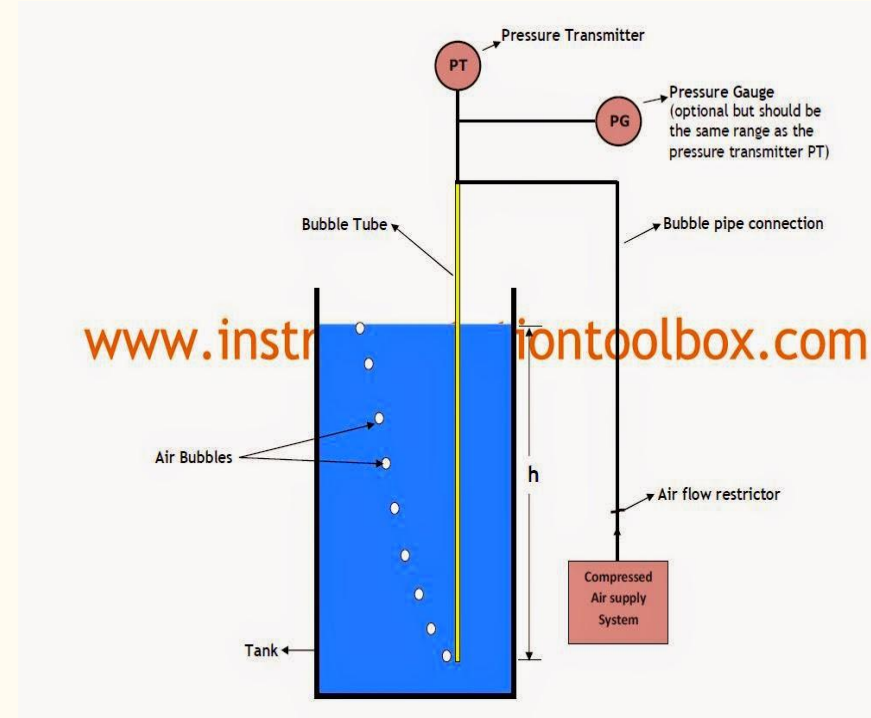 Pressure Transmitter
PT
Pressure Gauge
(optional but should be
the same range as the
pressure transmitter PT)
PG
Bubble Tube
Bubble pipe connection
www.instr iontoolbox.com
Air Bubbles
h
Air flow restrictor
Compressed
Air supply
System
Tank